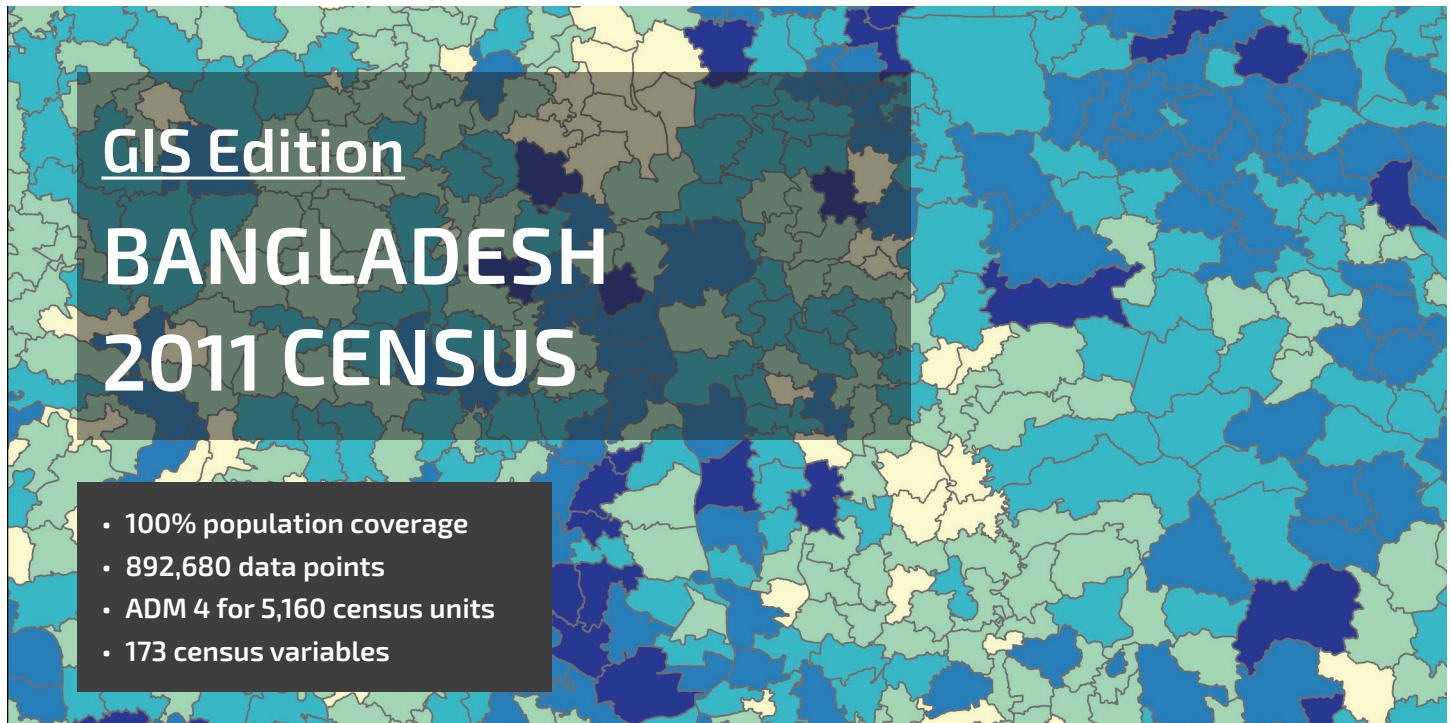 GIS Edition
BANGLADESH
2011 CENSUS
• 100% population coverage
• 892,680 data points
• ADM 4 for 5,160 census units
• 173 census variables